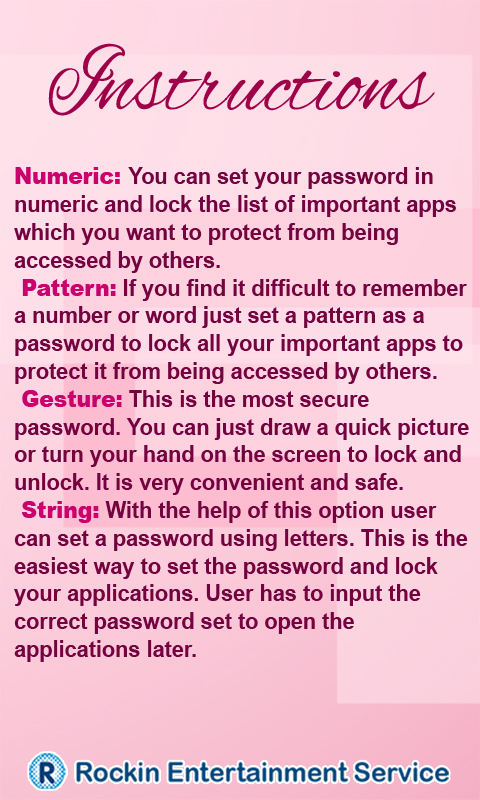 Instructions
Numeric: You can set your password in
numeric and lock the list of important apps
which you want to protect from being
accessed by others.
Pattern: If you find it difficult to remember
a number or word just set a pattern as a
password to lock all your important apps to
protect it from being accessed by others.
Gesture: This is the most secure
password. You can just draw a quick picture
or turn your hand on the screen to lock and
unlock. It is very convenient and safe.
String: With the help of this option user
can set a password using letters. This is the
easiest way to set the password and lock
your applications. User has to input the
correct password set to open the
applications later.
R Rockin Entertainment Service